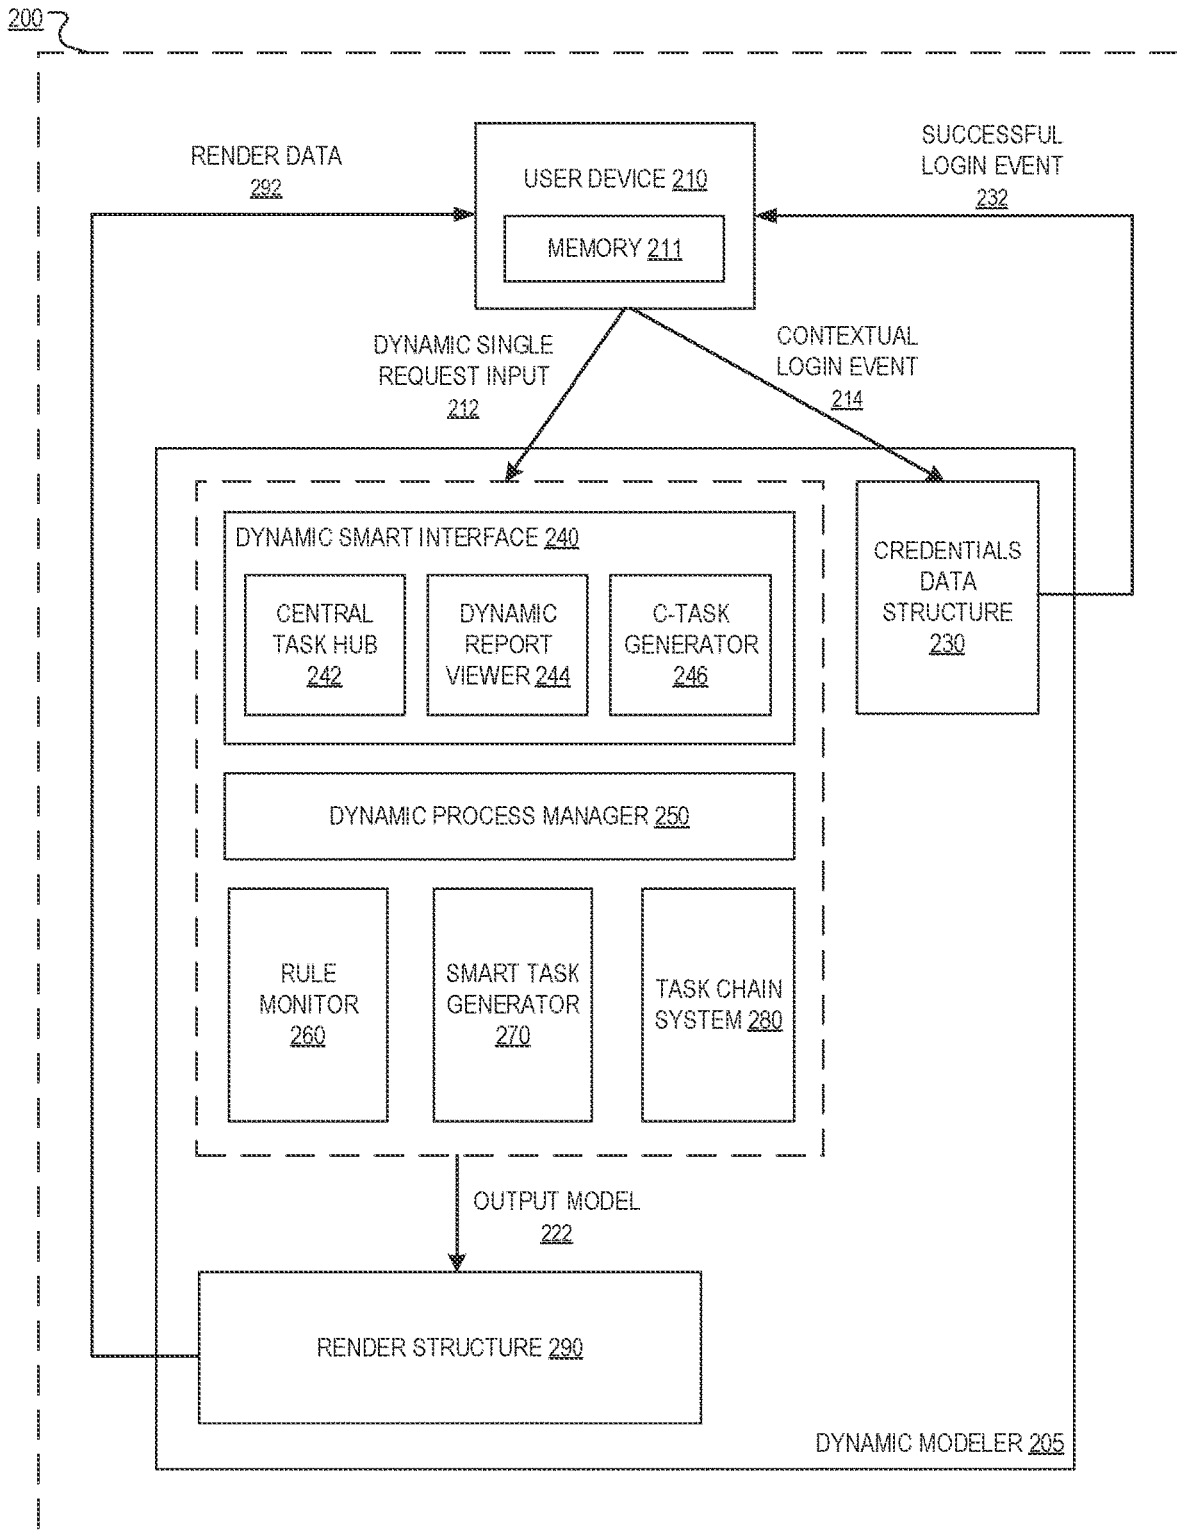 200
RENDER DATA
292
USER DEVICE 210
MEMORY 211
SUCCESSFUL
LOGIN EVENT
232
DYNAMIC SINGLE
REQUEST INPUT
212
CONTEXTUAL
LOGIN EVENT
214
DYNAMIC SMART INTERFACE 240
CENTRAL
TASK HUB
242
DYNAMIC
REPORT
VIEWER 244
C-TASK
GENERATOR
246
CREDENTIALS
DATA
STRUCTURE
230
DYNAMIC PROCESS MANAGER 250
RULE
MONITOR
260
SMART TASK
GENERATOR
270
TASK CHAIN
SYSTEM 280
OUTPUT MODEL
222
RENDER STRUCTURE 290
DYNAMIC MODELER 205